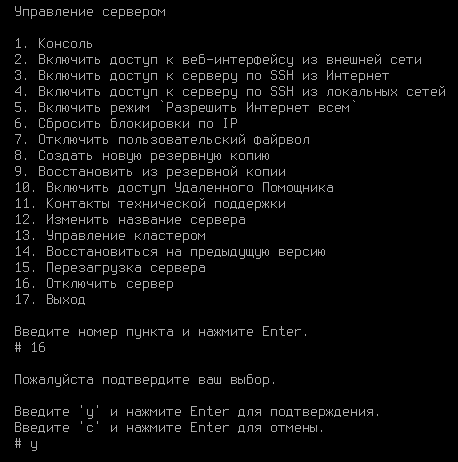 Управление сервером
1. Консоль
2. Включить доступ к веб-интерфейсу из внешней сети
3. Включить доступ к серверу по SSH из Интернет
4. Включить доступ к серверу по SSH из локальных сетей
5. Включить режим `Разрешить Интернет всем`
6. Сбросить блокировки по IP
7. Отключить пользовательский файрвол
8. Создать новую резервную копию
9. Восстановить из резервной копии
10. Включить доступ Удаленного Помощника
11. Контакты технической поддержки
12. Изменить название сервера
13. Управление кластером
14. Восстановиться на предыдущую версию
15. Перезагрузка сервера
16. Отключить сервер
17. Выход
Введите номер пункта и нажмите Enter.
# 16
Пожалуйста подтвердите ваш выбор.
Введите 'y' и нажмите Enter для подтверждения.
Введите 'c' и нажмите Enter для отмены.
# y